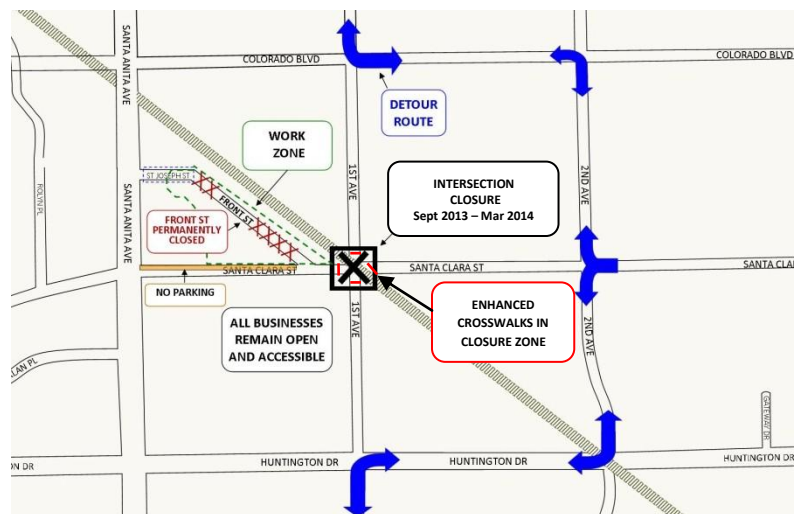 SANTA ANITA AVE
COLORADO BLVD
COLORADO BLVD
DETOUR
ROUTE
WORK
ZONE
1ST AVE
2ND AVE
ST JOSEPH ST
INTERSECTION
CLOSURE
Sept 2013 – Mar 2014
SANTA ANITA AVE
FRONT ST
FRONT ST
PERMANENTLY
CLOSED
SANTA CLARA ST
SANTA CLARA ST
SANTA CLA
NO PARKING
ALL BUSINESSES
REMAIN OPEN
AND ACCESSIBLE
1ST AVE
ENHANCED
CROSSWALKS IN
CLOSURE ZONE
2ND AVE
LAN PL
GATEWAY DR
ON DR
HUNTINGTON DR
HUNTINGTON DR
HUNTINGTON DR